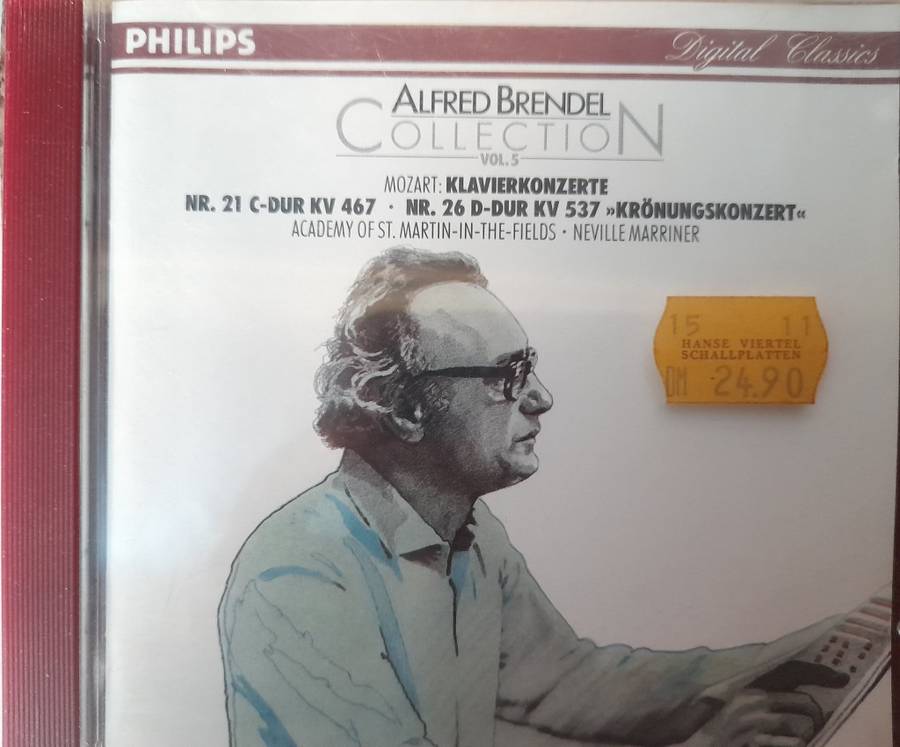 PHILIPS
Digital Classics
ALFRED BRENDEL
COLLECTION
VOL. 5
MOZART: KLAVIERKONZERTE
NR. 21 C-DUR KV 467 · NR. 26 D-DUR KV 537 »KRÖNUNGSKONZERT«
ACADEMY OF ST. MARTIN-IN-THE-FIELDS · NEVILLE MARRINER
15 11
HANSE VIERTEL
SCHALLPLATTEN
DM 24.90